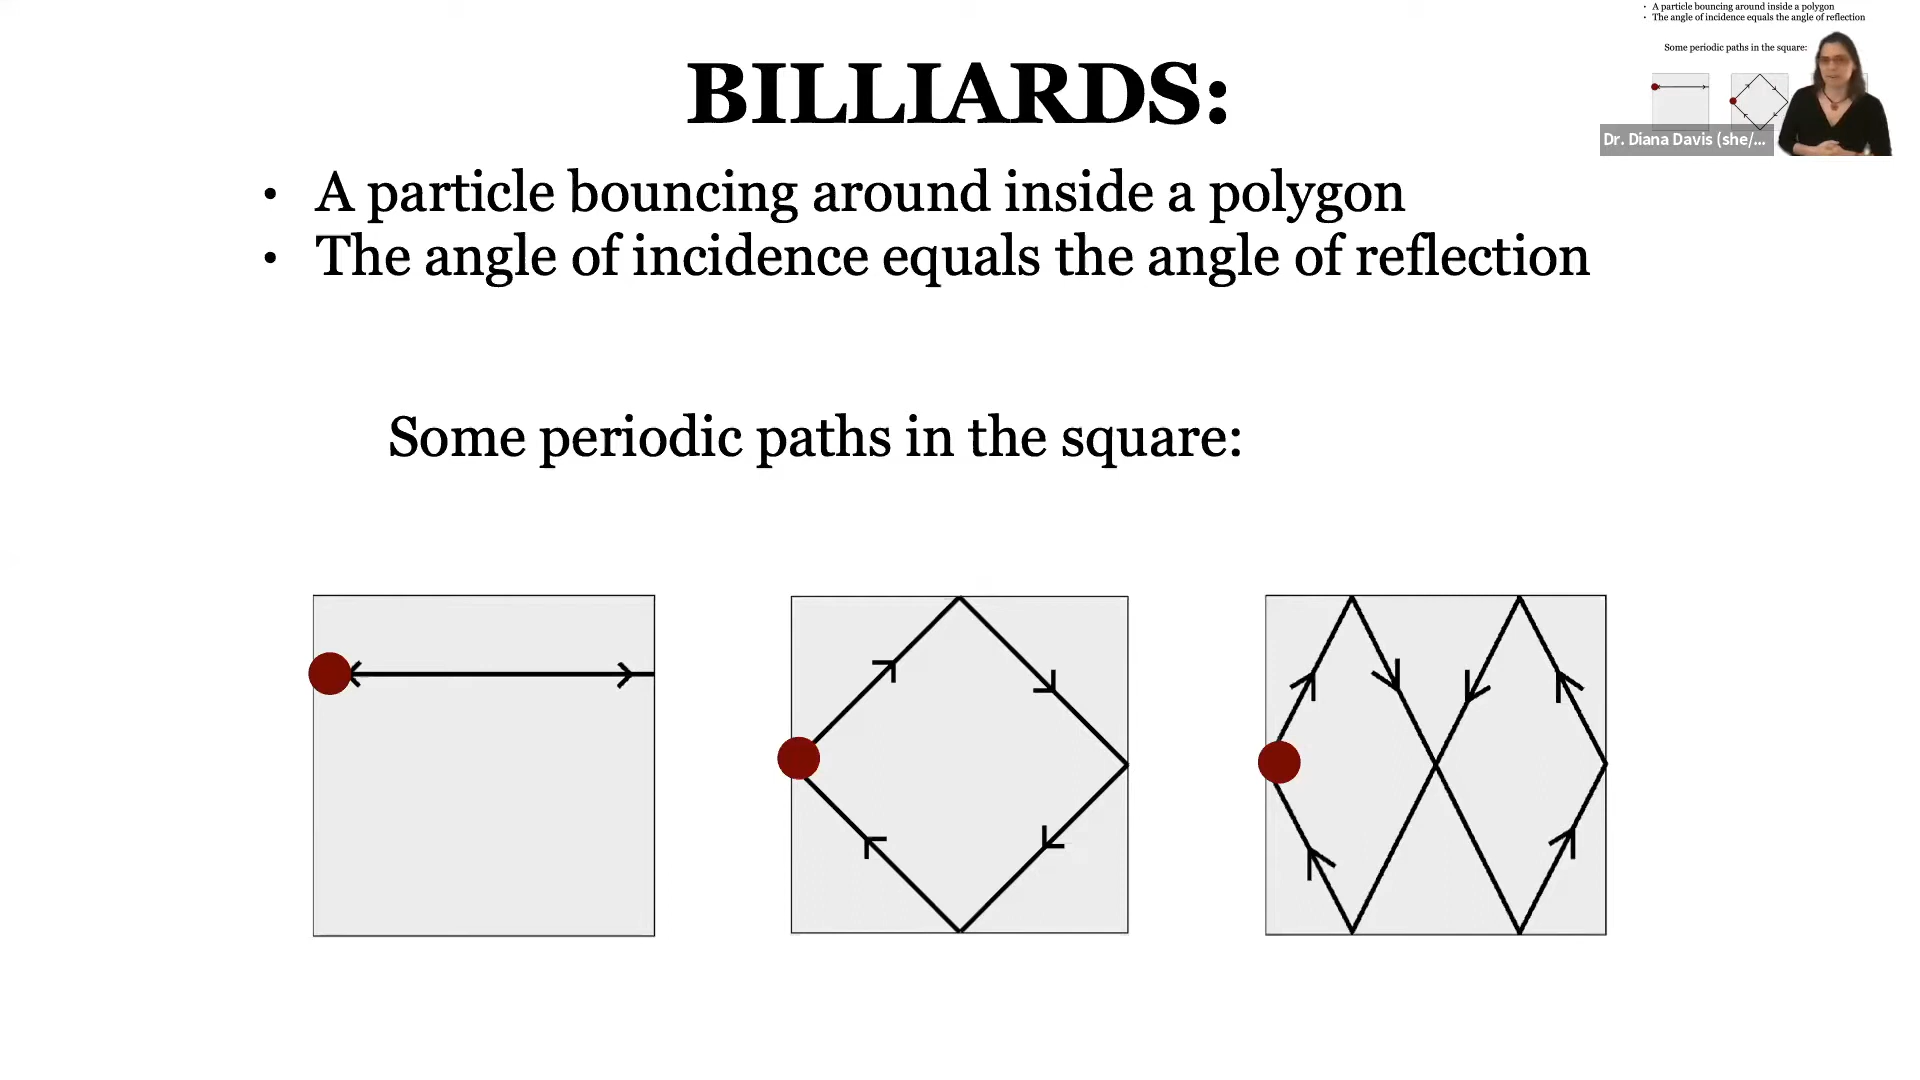 BILLIARDS:
• A particle bouncing around inside a polygon
• The angle of incidence equals the angle of reflection
Some periodic paths in the square:
• A particle bouncing around inside a polygon
• The angle of incidence equals the angle of reflection
Some periodic paths in the square:
Dr. Diana Davis (she/...